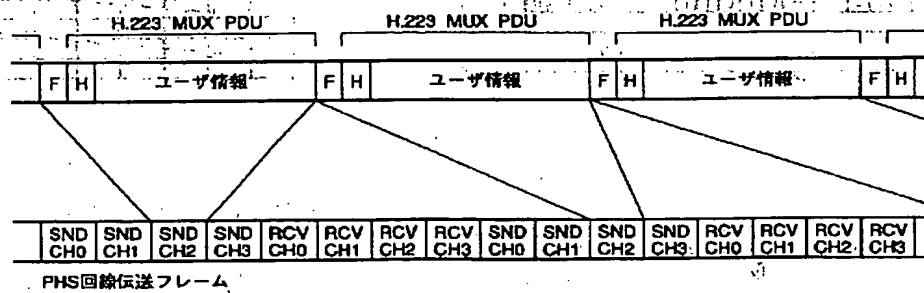 H.223 MUX PDU H.223 MUX PDU H.223 MUX PDU
F H ユーザ情報 F H ユーザ情報 F H ユーザ情報 F H
SND CH0 SND CH1 SND CH2 SND CH3 RCV CH0 RCV CH1 RCV CH2 RCV CH3 SND CH0 SND CH1 SND CH2 SND CH3 RCV CH0 RCV CH1 RCV CH2 RCV CH3
PHS回線伝送フレーム